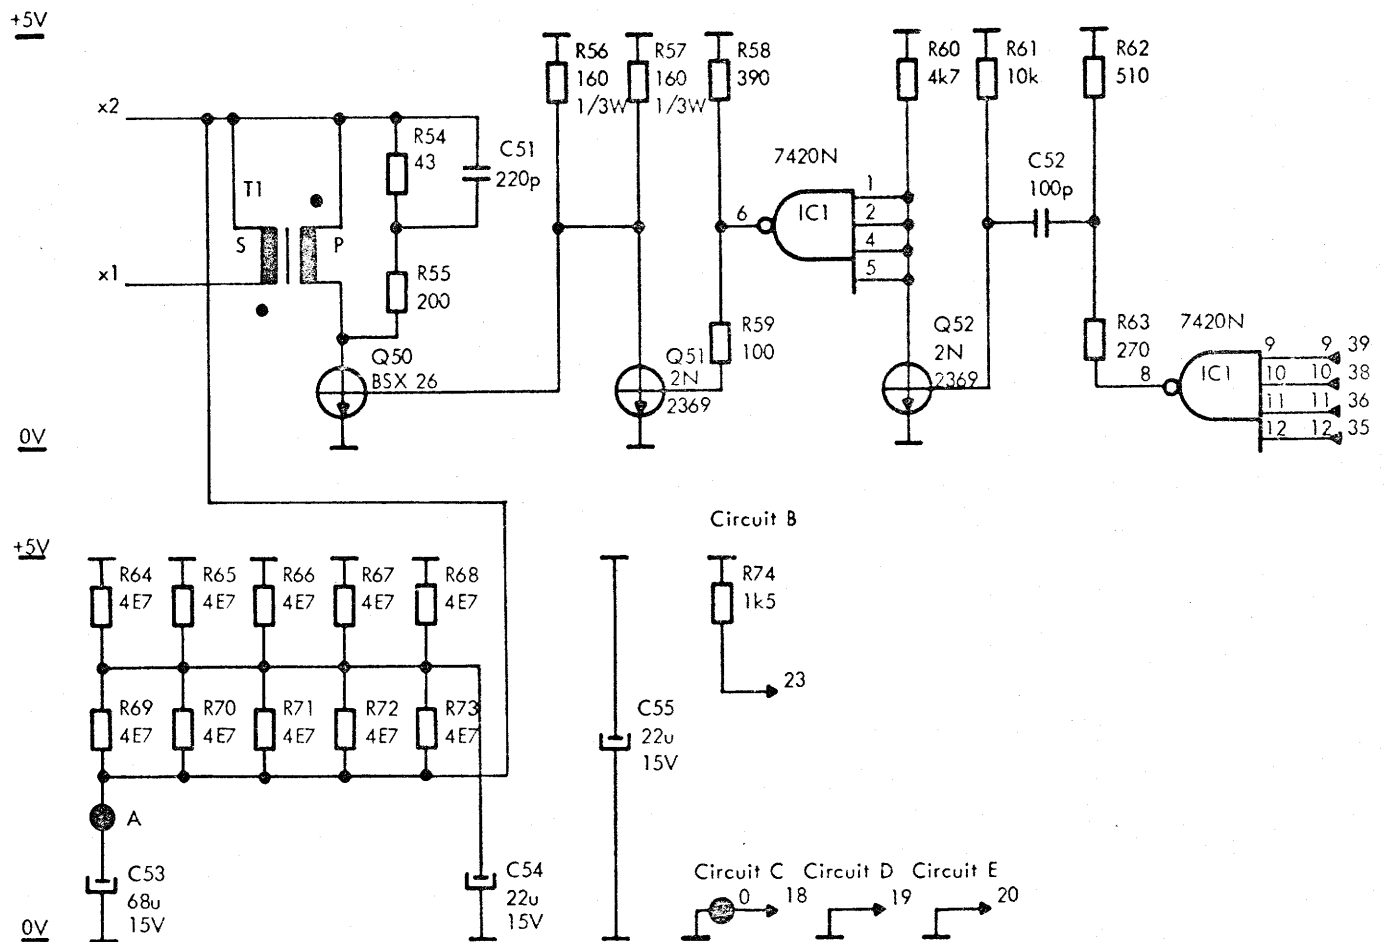 +5V
R56
160
1/3W
R57
160
1/3W
R58
390
R60
4k7
R61
10k
R62
510
x2
R54
43
C51
220p
7420N
C52
100p
T1
1
2
4
5
6
IC1
S
P
x1
R55
200
R59
100
Q52
2N
2369
R63
270
7420N
8
IC1
9
9
39
10
10
38
11
11
36
12
12
35
Q50
BSX 26
Q51
2N
2369
0V
Circuit B
+5V
R64
4E7
R65
4E7
R66
4E7
R67
4E7
R68
4E7
R74
1k5
23
R69
4E7
R70
4E7
R71
4E7
R72
4E7
R73
4E7
C55
22u
15V
A
C53
68u
15V
C54
22u
15V
Circuit C
0
18
Circuit D
19
Circuit E
20
0V